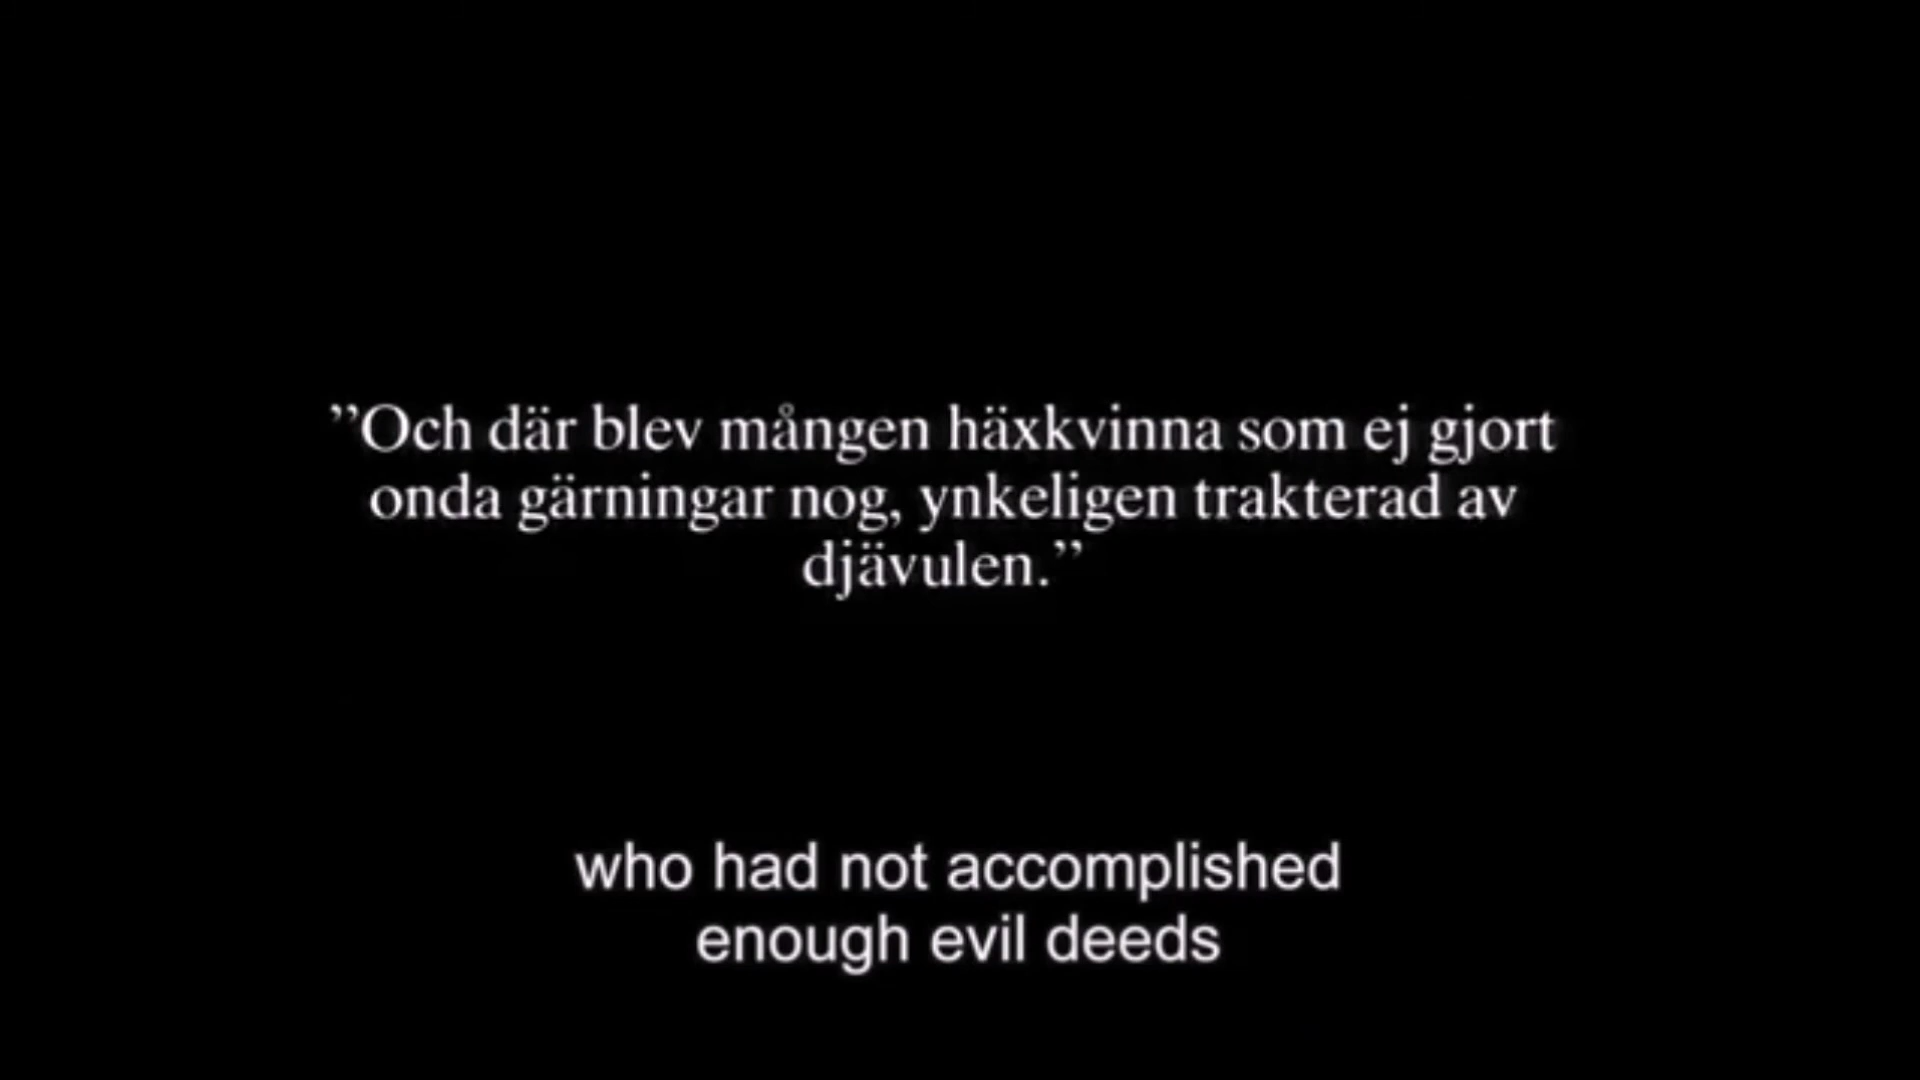 ”Och där blev mången häxkvinna som ej gjort
onda gärningar nog, ynkeligen trakterad av
djävulen.”
who had not accomplished
enough evil deeds